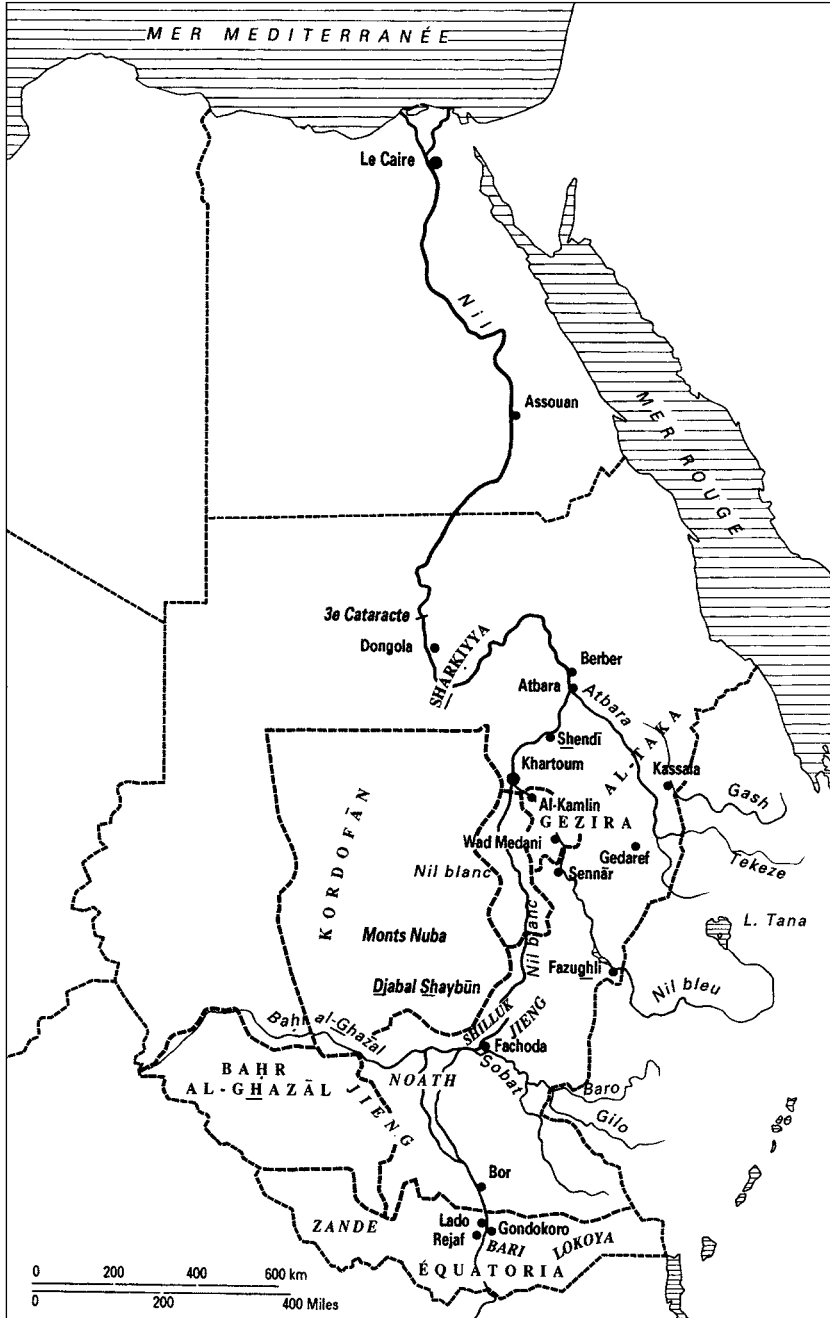 MER MEDITERRANÉE
Le Caire
Nil
Assouan
MER ROUGE
3e Cataracte
Dongola
SHARḲIYYA
Berber
Atbara
Atbara
Shendī
AL-TAKA
Khartoum
Kassala
Al-Kamlin
Gash
GEZIRA
KORDOFĀN
Wad Medani
Gedaref
Nil blanc
Sennār
Tekeze
Monts Nuba
Nil blanc
L. Tana
Djabal Shaybūn
Fazughli
Nil bleu
SHILLUK
JIENG
Baḥr al-Ghazal
Fachoda
BAḤR
AL-GHAZĀL
NOATH
Sobat
Baro
JIENG
Gilo
Bor
ZANDE
Lado
Gondokoro
Rejaf
BARI
LOKOYA
ÉQUATORIA
0 200 400 600 km
0 200 400 Miles